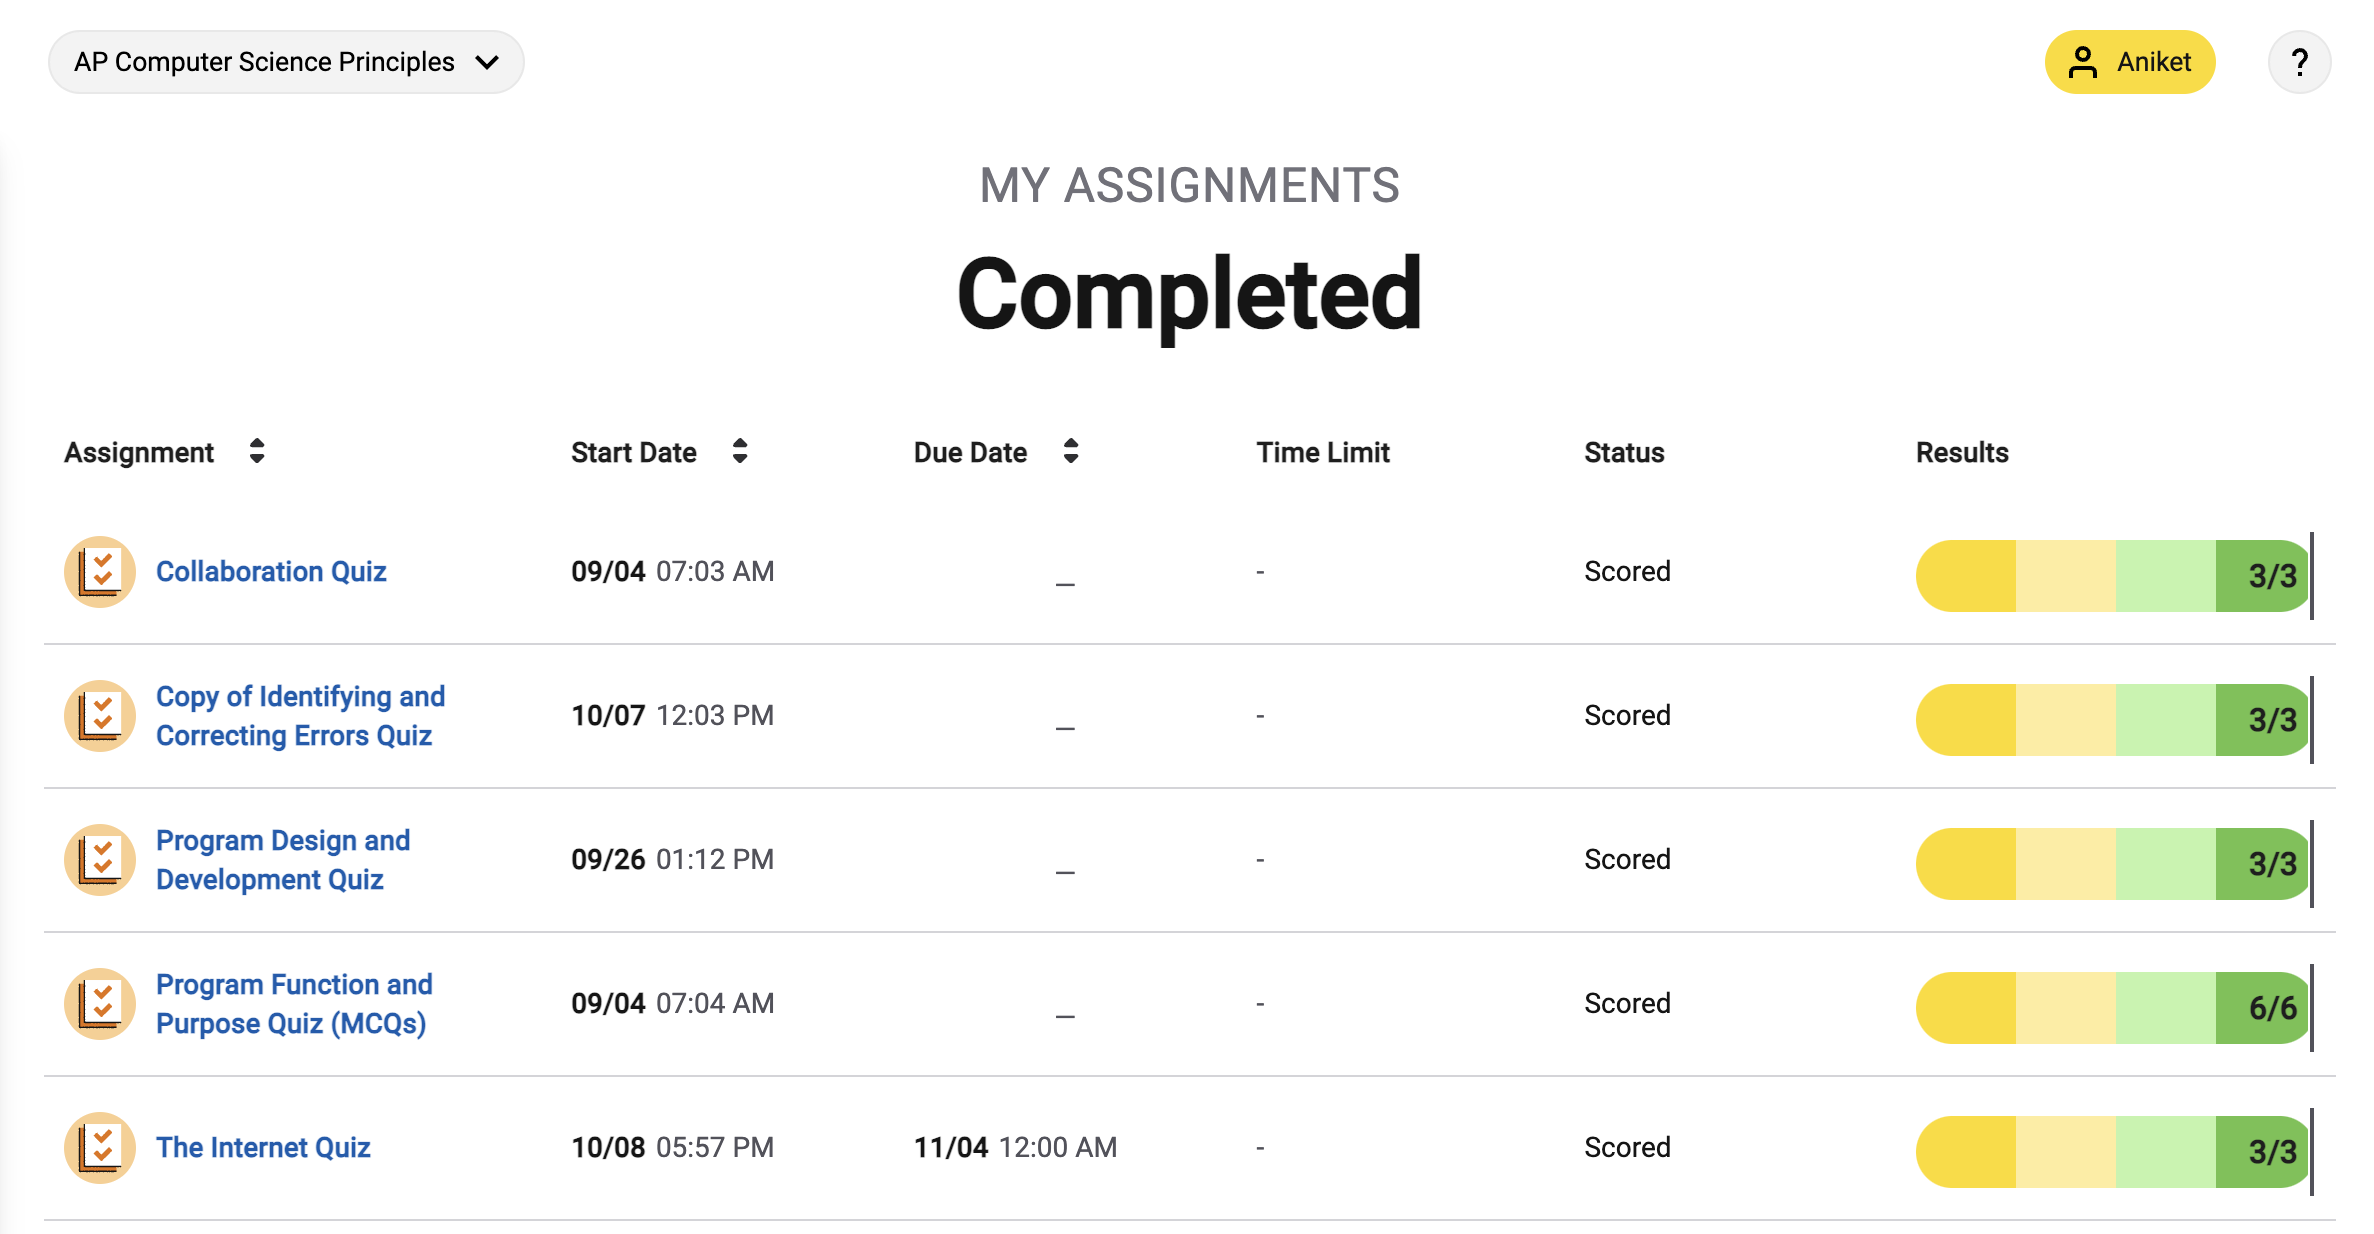 AP Computer Science Principles
Aniket
?
MY ASSIGNMENTS
Completed
Assignment Start Date Due Date Time Limit Status Results
Collaboration Quiz 09/04 07:03 AM _ - Scored 3/3
Copy of Identifying and
Correcting Errors Quiz 10/07 12:03 PM _ - Scored 3/3
Program Design and
Development Quiz 09/26 01:12 PM _ - Scored 3/3
Program Function and
Purpose Quiz (MCQs) 09/04 07:04 AM _ - Scored 6/6
The Internet Quiz 10/08 05:57 PM 11/04 12:00 AM - Scored 3/3